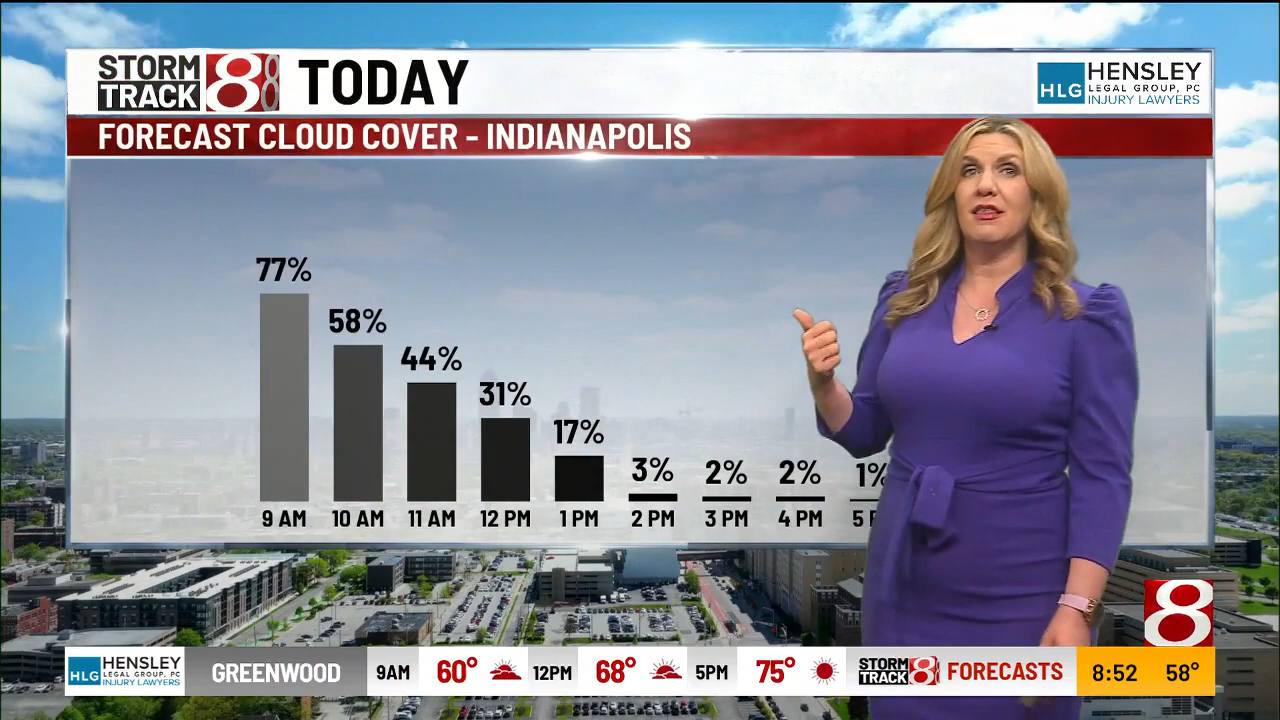 STORM
TRACK 8
TODAY
HLG HENSLEY
LEGAL GROUP, PC
INJURY LAWYERS
FORECAST CLOUD COVER - INDIANAPOLIS
77%
58%
44%
31%
17%
3%
2%
2%
1%
9 AM 10 AM 11 AM 12 PM 1 PM 2 PM 3 PM 4 PM 5
8
HLG HENSLEY
LEGAL GROUP, PC
INJURY LAWYERS
GREENWOOD 9AM 60° 12PM 68° 5PM 75° STORM TRACK 8 FORECASTS 8:52 58°